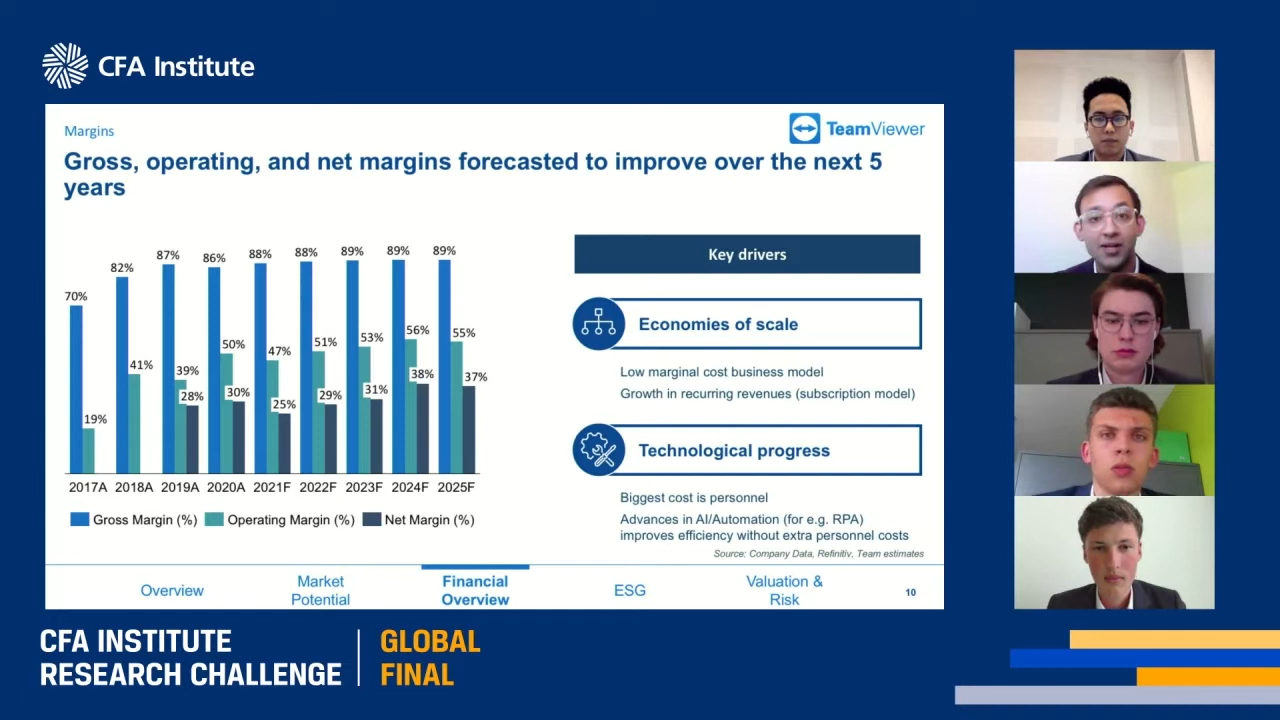 CFA Institute
Margins
TeamViewer
Gross, operating, and net margins forecasted to improve over the next 5
years
70%
19%
82%
41%
87%
39%
28%
86%
50%
30%
88%
47%
25%
88%
51%
29%
89%
53%
31%
89%
56%
38%
89%
55%
37%
2017A 2018A 2019A 2020A 2021F 2022F 2023F 2024F 2025F
Gross Margin (%) Operating Margin (%) Net Margin (%)
Key drivers
Economies of scale
Low marginal cost business model
Growth in recurring revenues (subscription model)
Technological progress
Biggest cost is personnel
Advances in AI/Automation (for e.g. RPA)
improves efficiency without extra personnel costs
Source: Company Data, Refinitiv, Team estimates
Overview
Market
Potential
Financial
Overview
ESG
Valuation &
Risk
10
CFA INSTITUTE
RESEARCH CHALLENGE
GLOBAL
FINAL